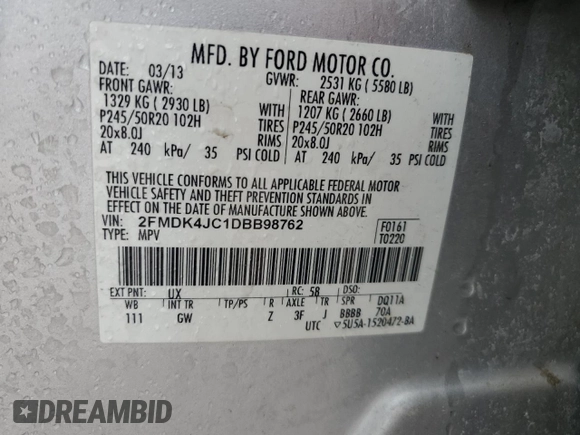 MFD. BY FORD MOTOR CO.
DATE: 03/13 GVWR: 2531 KG ( 5580 LB)
FRONT GAWR: REAR GAWR:
1329 KG ( 2930 LB) WITH 1207 KG ( 2660 LB) WITH
P245/50R20 102H TIRES P245/50R20 102H TIRES
20x8.0J RIMS 20x8.0J RIMS
AT 240 kPa/ 35 PSI COLD AT 240 kPa/ 35 PSI COLD
THIS VEHICLE CONFORMS TO ALL APPLICABLE FEDERAL MOTOR
VEHICLE SAFETY AND THEFT PREVENTION STANDARDS IN
EFFECT ON THE DATE OF MANUFACTURE SHOWN ABOVE.
VIN: 2FMDK4JC1DBB98762 F0161
TYPE: MPV T0220
EXT PNT: UX RC: 58 DSO:
WB INT TR TP/PS R AXLE TR SPR DQ11A
111 GW Z 3F J BBBB 70A
UTC ▽5U5A-1520472-BA
DREAMBID